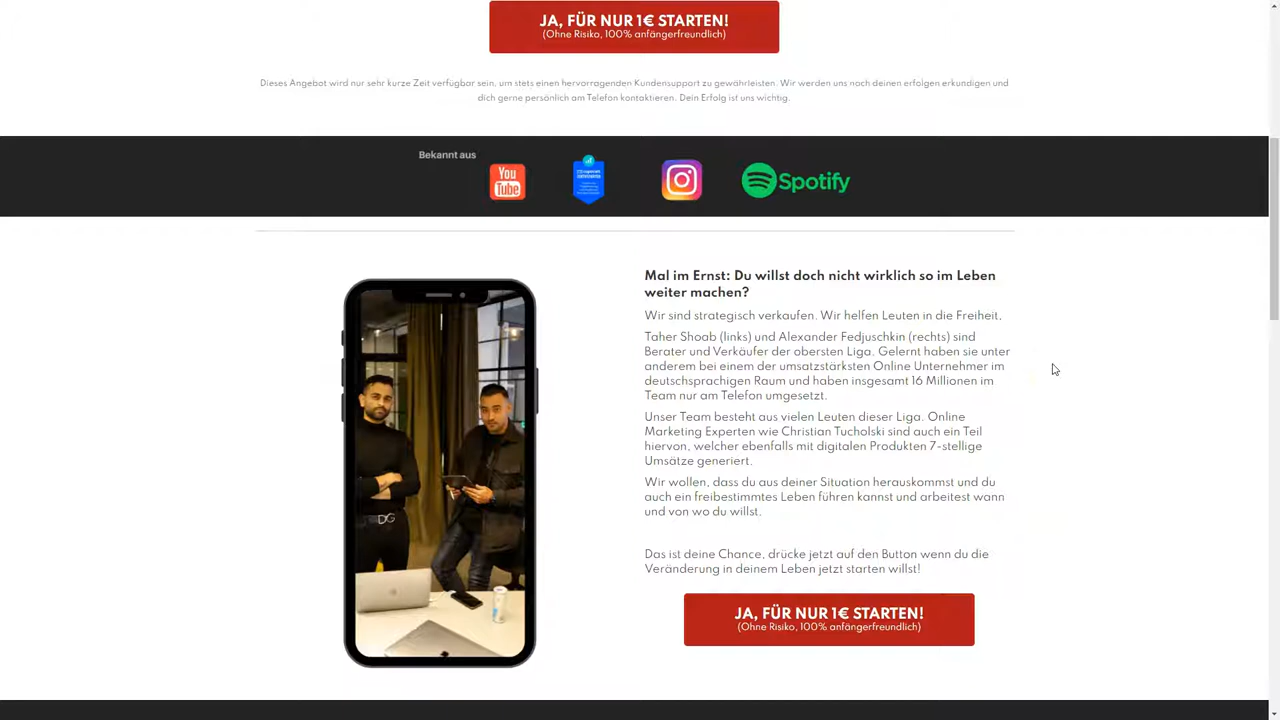 JA, FÜR NUR 1€ STARTEN!
(Ohne Risiko, 100% anfängerfreundlich)
Dieses Angebot wird nur sehr kurze Zeit verfügbar sein, um stets einen hervorragenden Kundensupport zu gewährleisten. Wir werden uns nach deinen erfolgen erkundigen und
dich gerne persönlich am Telefon kontaktieren. Dein Erfolg ist uns wichtig.
Bekannt aus
You
Tube
Spotify
Mal im Ernst: Du willst doch nicht wirklich so im Leben
weiter machen?
Wir sind strategisch verkaufen. Wir helfen Leuten in die Freiheit.
Taher Shoab (links) und Alexander Fedjuschkin (rechts) sind
Berater und Verkäufer der obersten Liga. Gelernt haben sie unter
anderem bei einem der umsatzstärksten Online Unternehmer im
deutschsprachigen Raum und haben insgesamt 16 Millionen im
Team nur am Telefon umgesetzt.
Unser Team besteht aus vielen Leuten dieser Liga. Online
Marketing Experten wie Christian Tucholski sind auch ein Teil
hiervon, welcher ebenfalls mit digitalen Produkten 7-stellige
Umsätze generiert.
Wir wollen, dass du aus deiner Situation herauskommst und du
auch ein freibestimmtes Leben führen kannst und arbeitest wann
und von wo du willst.
Das ist deine Chance, drücke jetzt auf den Button wenn du die
Veränderung in deinem Leben jetzt starten willst!
JA, FÜR NUR 1€ STARTEN!
(Ohne Risiko, 100% anfängerfreundlich)